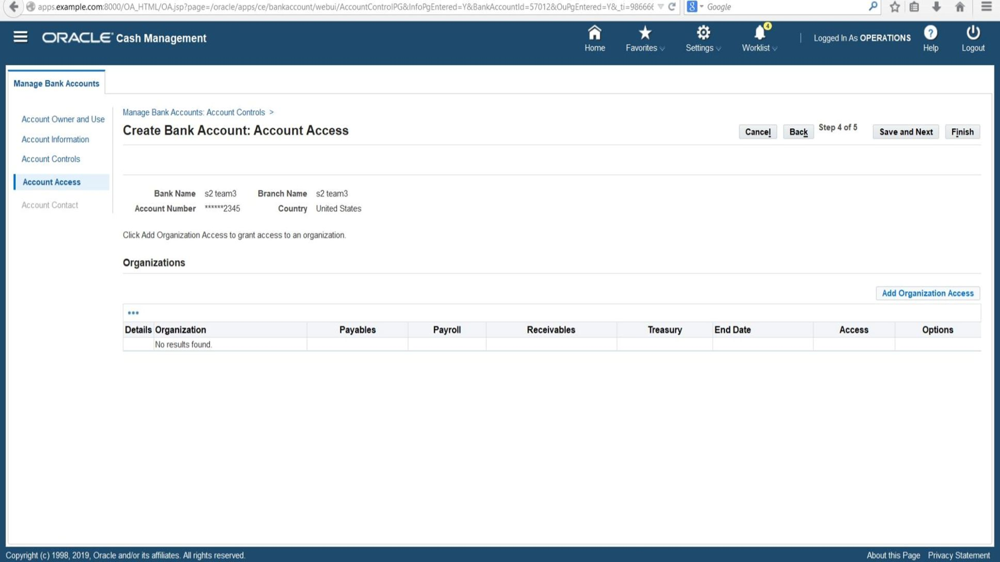 apps.example.com:8000/OA_HTML/OA.jsp?page=/oracle/apps/ce/bankaccount/webui/AccountControlPG&InfoPgEntered=Y&BankAccountId=57012&OuPgEntered=Y&_ti=986666
8 Google
ORACLE Cash Management
4
Home Favorites Settings Worklist Logged In As OPERATIONS ? Help Logout
Manage Bank Accounts
Account Owner and Use
Account Information
Account Controls
Account Access
Account Contact
Manage Bank Accounts: Account Controls >
Create Bank Account: Account Access
Cancel Back Step 4 of 5 Save and Next Finish
Bank Name s2 team3 Branch Name s2 team3
Account Number ******2345 Country United States
Click Add Organization Access to grant access to an organization.
Organizations
Add Organization Access
•••
Details Organization Payables Payroll Receivables Treasury End Date Access Options
No results found.
Copyright (c) 1998, 2019, Oracle and/or its affiliates. All rights reserved.
About this Page Privacy Statement